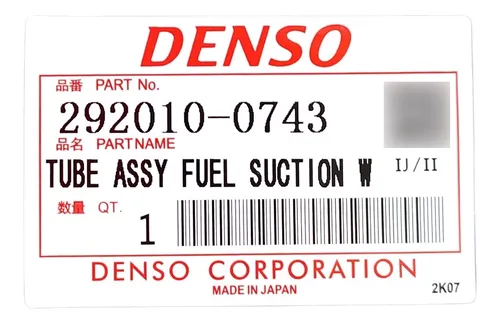 DENSO
品番 PART No.
292010-0743
品名 PARTNAME
TUBE ASSY FUEL SUCTION W IJ/II
数量 QT.
1
DENSO CORPORATION
MADE IN JAPAN
2K07